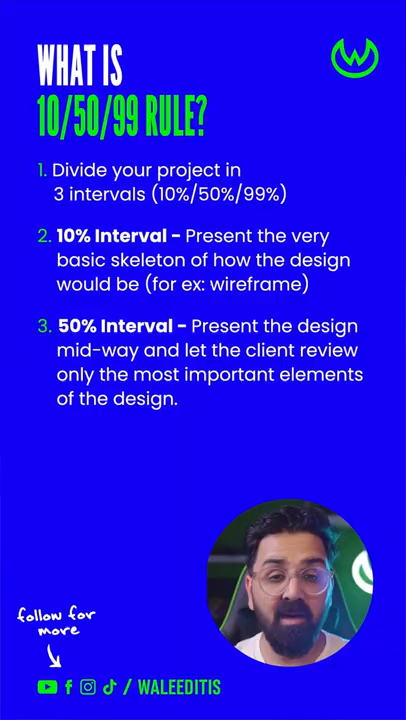 WHAT IS
10/50/99 RULE?
1. Divide your project in
3 intervals (10%/50%/99%)
2. 10% Interval - Present the very
basic skeleton of how the design
would be (for ex: wireframe)
3. 50% Interval - Present the design
mid-way and let the client review
only the most important elements
of the design.
follow for
more
/ WALEEDITIS